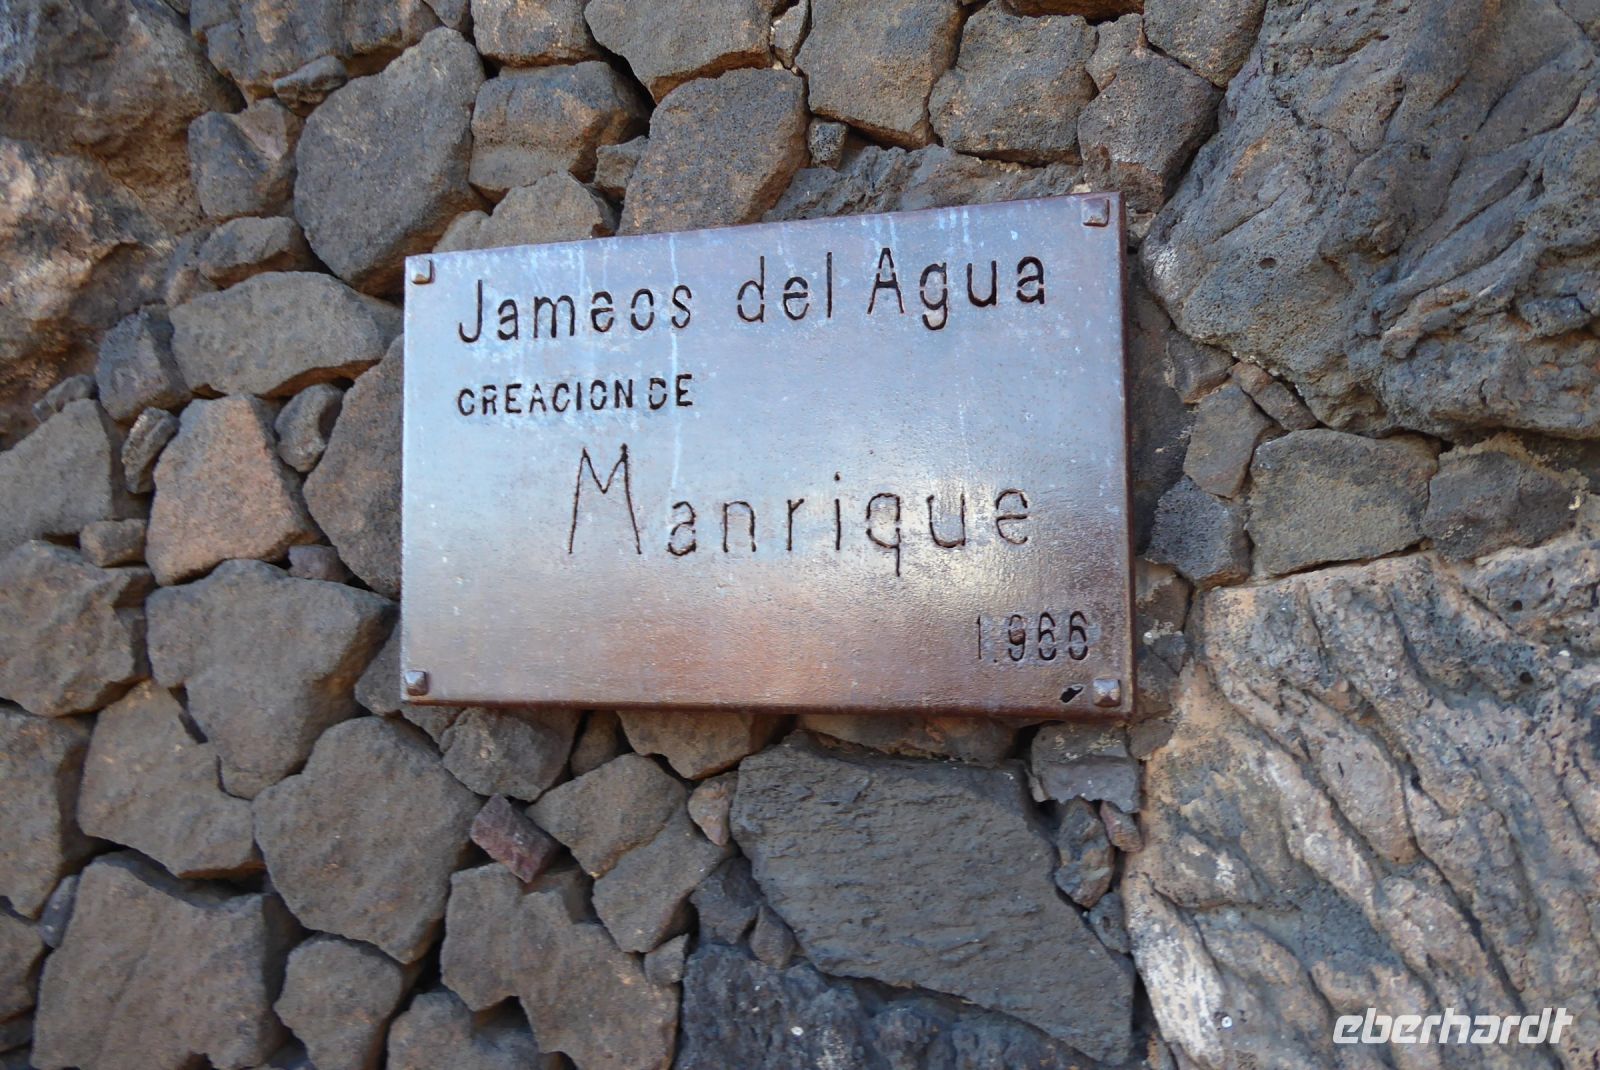 Jameos del Agua
CREACION DE
Manrique
1.966
eberhardt